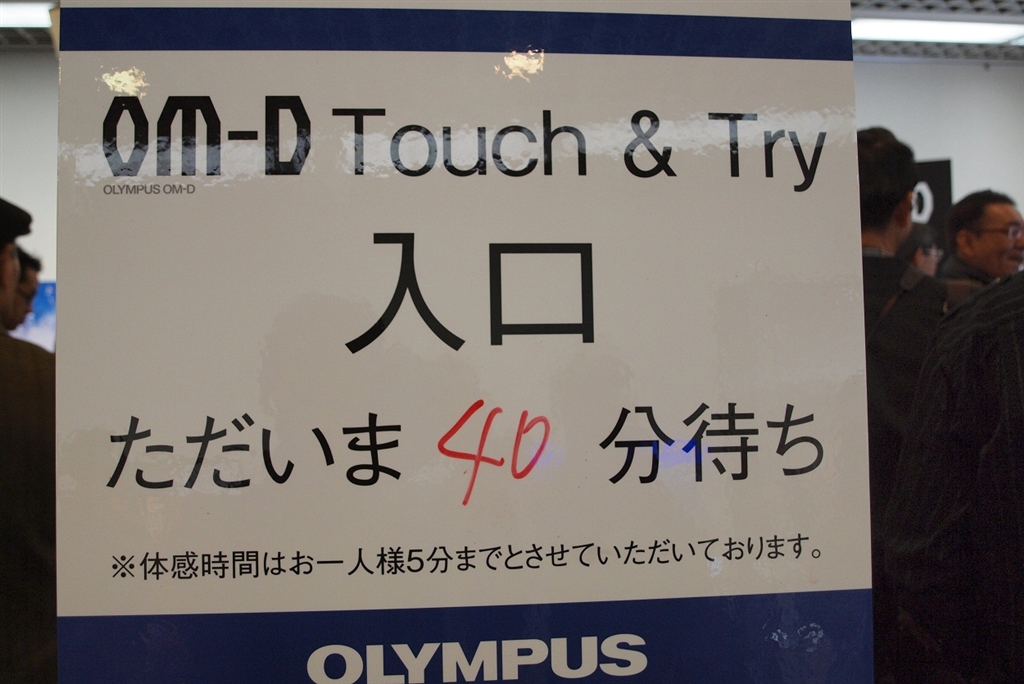 OM-D Touch & Try
OLYMPUS OM-D
入口
ただいま 40 分待ち
※体感時間はお一人様5分までとさせていただいております。
OLYMPUS